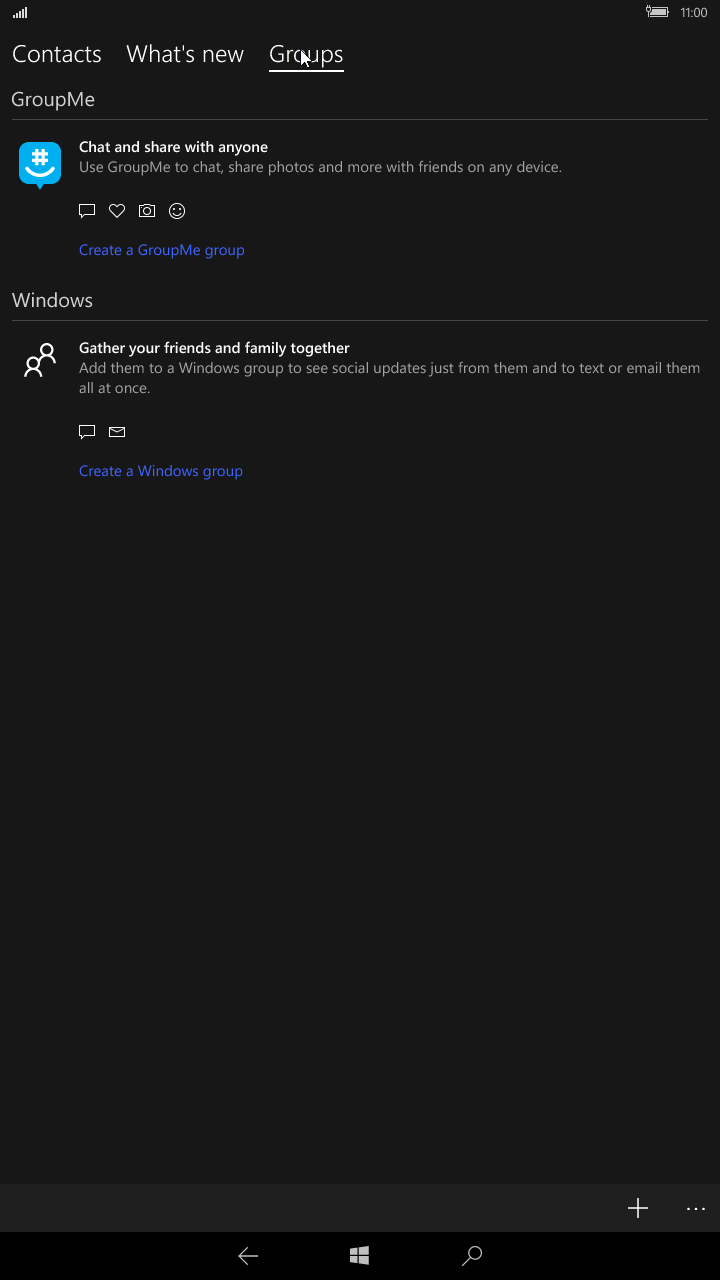 11:00
Contacts What's new Groups
GroupMe
Chat and share with anyone
Use GroupMe to chat, share photos and more with friends on any device.
Create a GroupMe group
Windows
Gather your friends and family together
Add them to a Windows group to see social updates just from them and to text or email them
all at once.
Create a Windows group